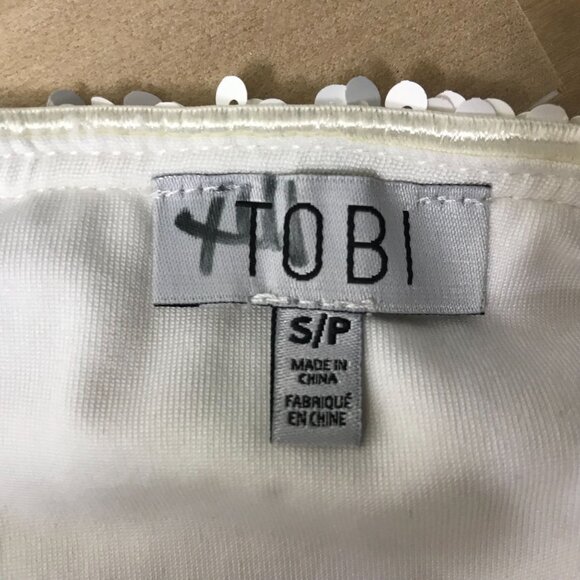 TOBI
S/P
MADE IN
CHINA
FABRIQUÉ
EN CHINE